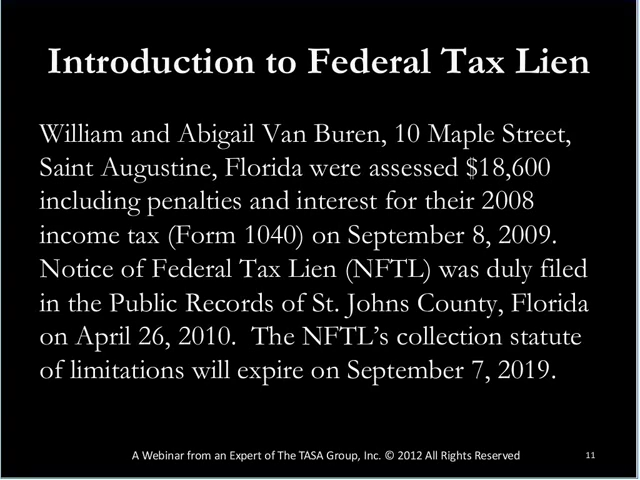 Introduction to Federal Tax Lien
William and Abigail Van Buren, 10 Maple Street,
Saint Augustine, Florida were assessed $18,600
including penalties and interest for their 2008
income tax (Form 1040) on September 8, 2009.
Notice of Federal Tax Lien (NFTL) was duly filed
in the Public Records of St. Johns County, Florida
on April 26, 2010.  The NFTL’s collection statute
of limitations will expire on September 7, 2019.
A Webinar from an Expert of The TASA Group, Inc. © 2012 All Rights Reserved
11